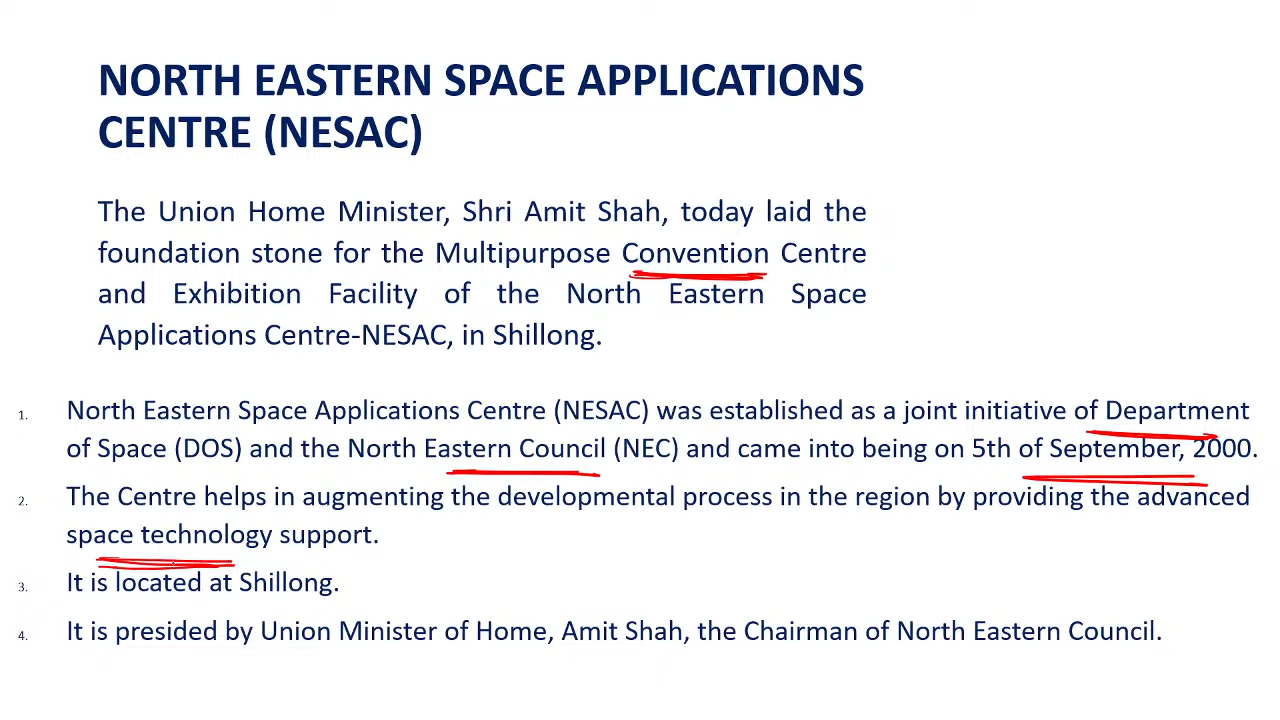 NORTH EASTERN SPACE APPLICATIONS
CENTRE (NESAC)
The Union Home Minister, Shri Amit Shah, today laid the
foundation stone for the Multipurpose Convention Centre
and Exhibition Facility of the North Eastern Space
Applications Centre-NESAC, in Shillong.
1. North Eastern Space Applications Centre (NESAC) was established as a joint initiative of Department
of Space (DOS) and the North Eastern Council (NEC) and came into being on 5th of September, 2000.
2. The Centre helps in augmenting the developmental process in the region by providing the advanced
space technology support.
3. It is located at Shillong.
4. It is presided by Union Minister of Home, Amit Shah, the Chairman of North Eastern Council.